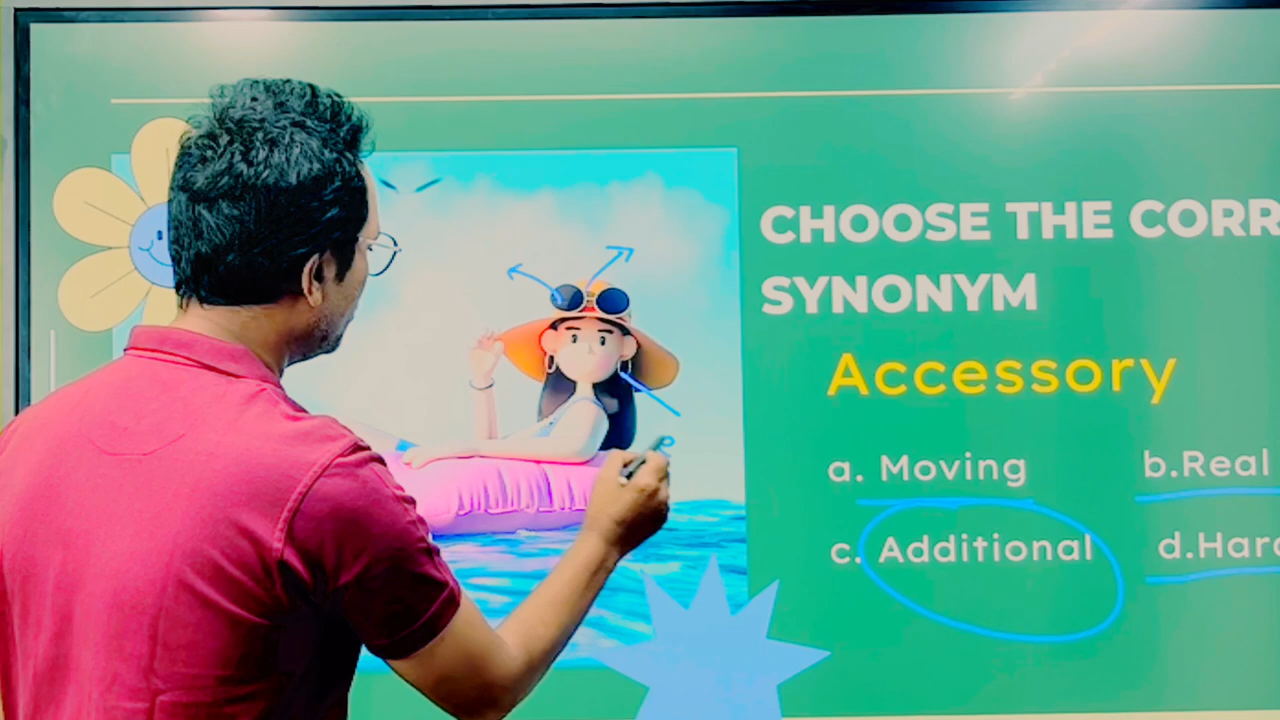 CHOOSE THE CORR
SYNONYM
Accessory
a. Moving
b.Real
c. Additional
d.Hard